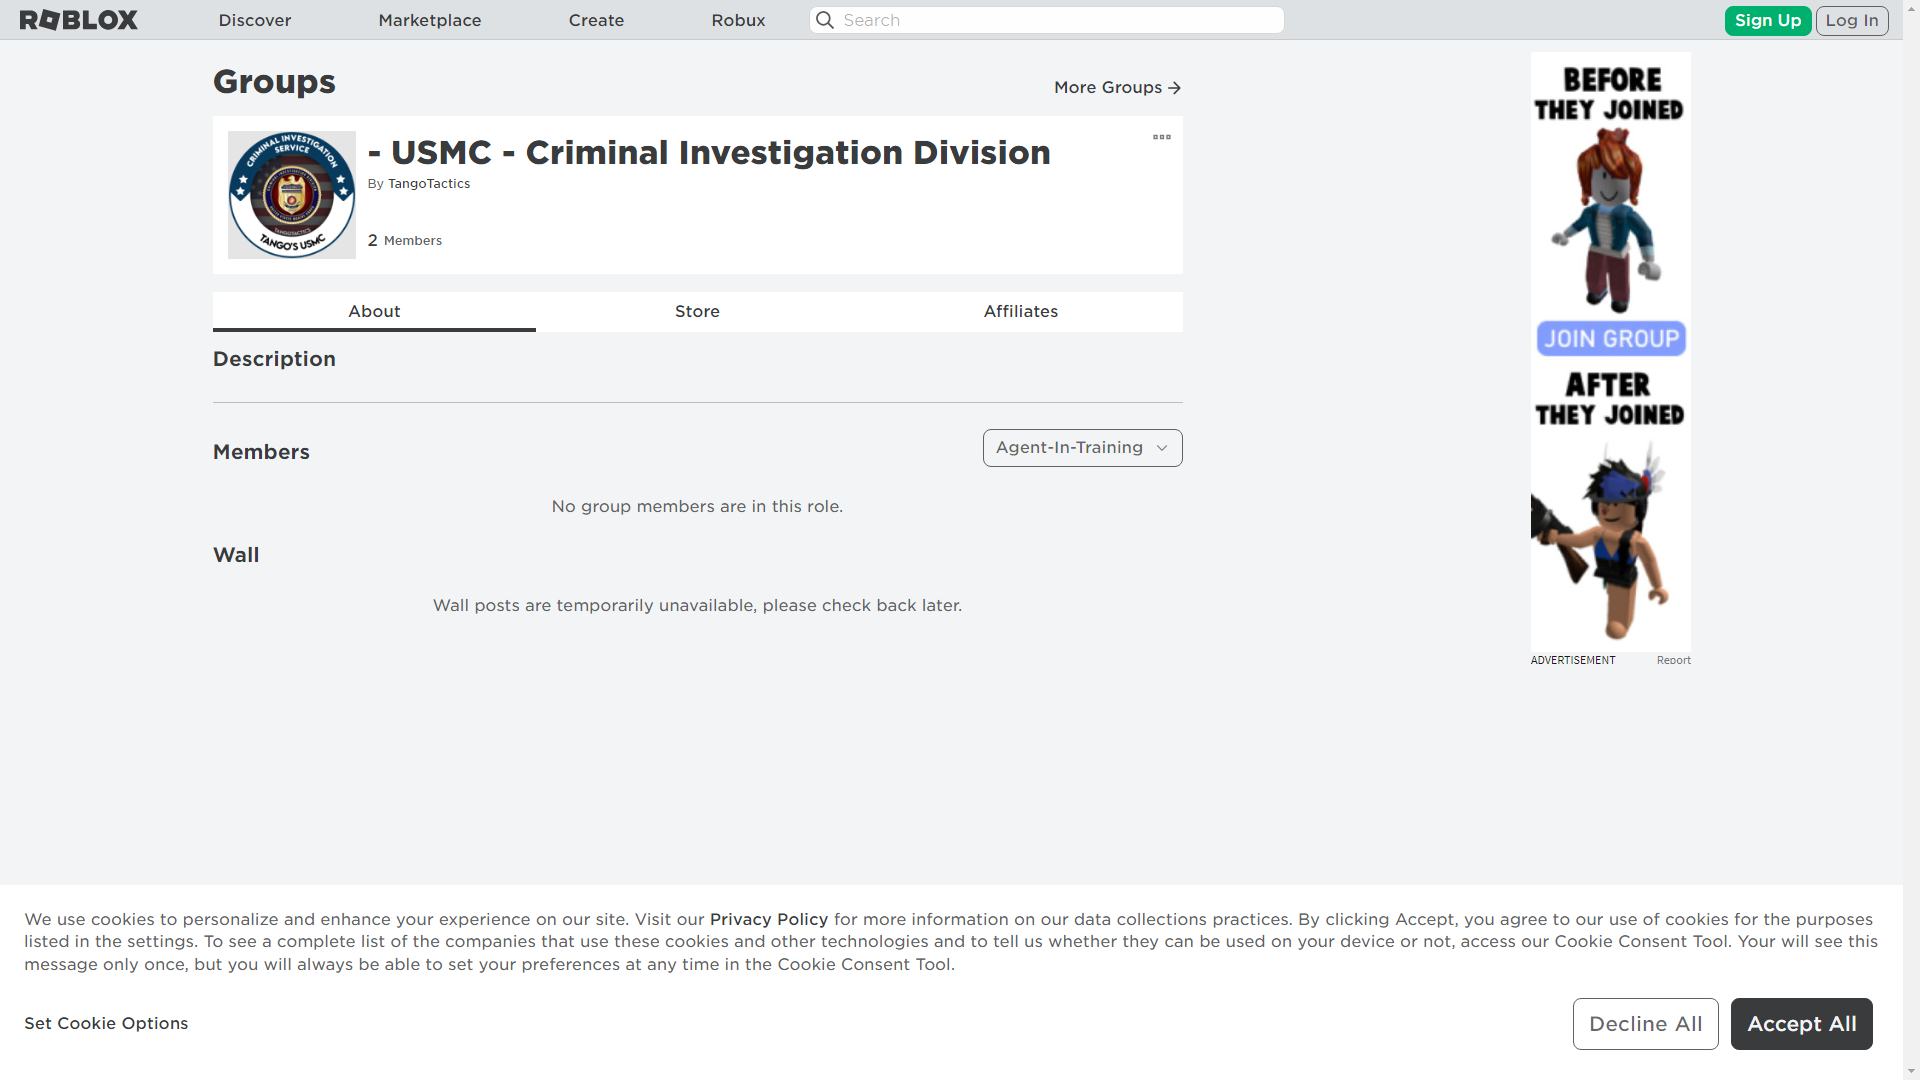 ROBLOX
Discover
Marketplace
Create
Robux
Search
Sign Up
Log In
Groups
More Groups
CRIMINAL INVESTIGATION
SERVICE
TANGO'S USMC
- USMC - Criminal Investigation Division
By TangoTactics
2 Members
About
Store
Affiliates
Description
Members
Agent-In-Training
No group members are in this role.
Wall
Wall posts are temporarily unavailable, please check back later.
BEFORE
THEY JOINED
JOIN GROUP
AFTER
THEY JOINED
ADVERTISEMENT
Report
We use cookies to personalize and enhance your experience on our site. Visit our Privacy Policy for more information on our data collections practices. By clicking Accept, you agree to our use of cookies for the purposes
listed in the settings. To see a complete list of the companies that use these cookies and other technologies and to tell us whether they can be used on your device or not, access our Cookie Consent Tool. Your will see this
message only once, but you will always be able to set your preferences at any time in the Cookie Consent Tool.
Set Cookie Options
Decline All
Accept All